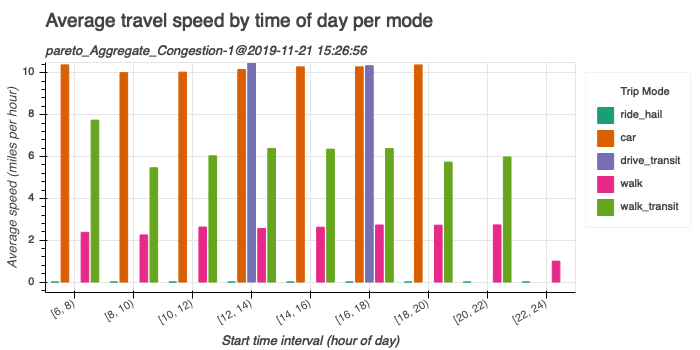 Average travel speed by time of day per mode
pareto_Aggregate_Congestion-1@2019-11-21 15:26:56
Average speed (miles per hour)
10
8
6
4
2
0
[6, 8)
[8, 10)
[10, 12)
[12, 14)
[14, 16)
[16, 18)
[18, 20)
[20, 22)
[22, 24)
Start time interval (hour of day)
Trip Mode
ride_hail
car
drive_transit
walk
walk_transit